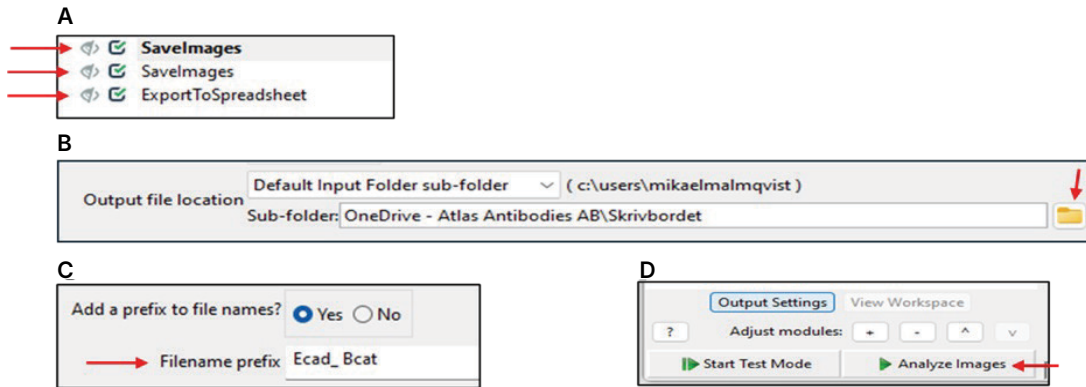 A
SaveImages
SaveImages
ExportToSpreadsheet
B
Output file location
Default Input Folder sub-folder ( c:\users\mikaelmalmqvist )
Sub-folder: OneDrive - Atlas Antibodies AB\Skrivbordet
C
Add a prefix to file names? Yes No
Filename prefix Ecad_ Bcat
D
Output Settings View Workspace
? Adjust modules: + - ^ v
Start Test Mode Analyze Images